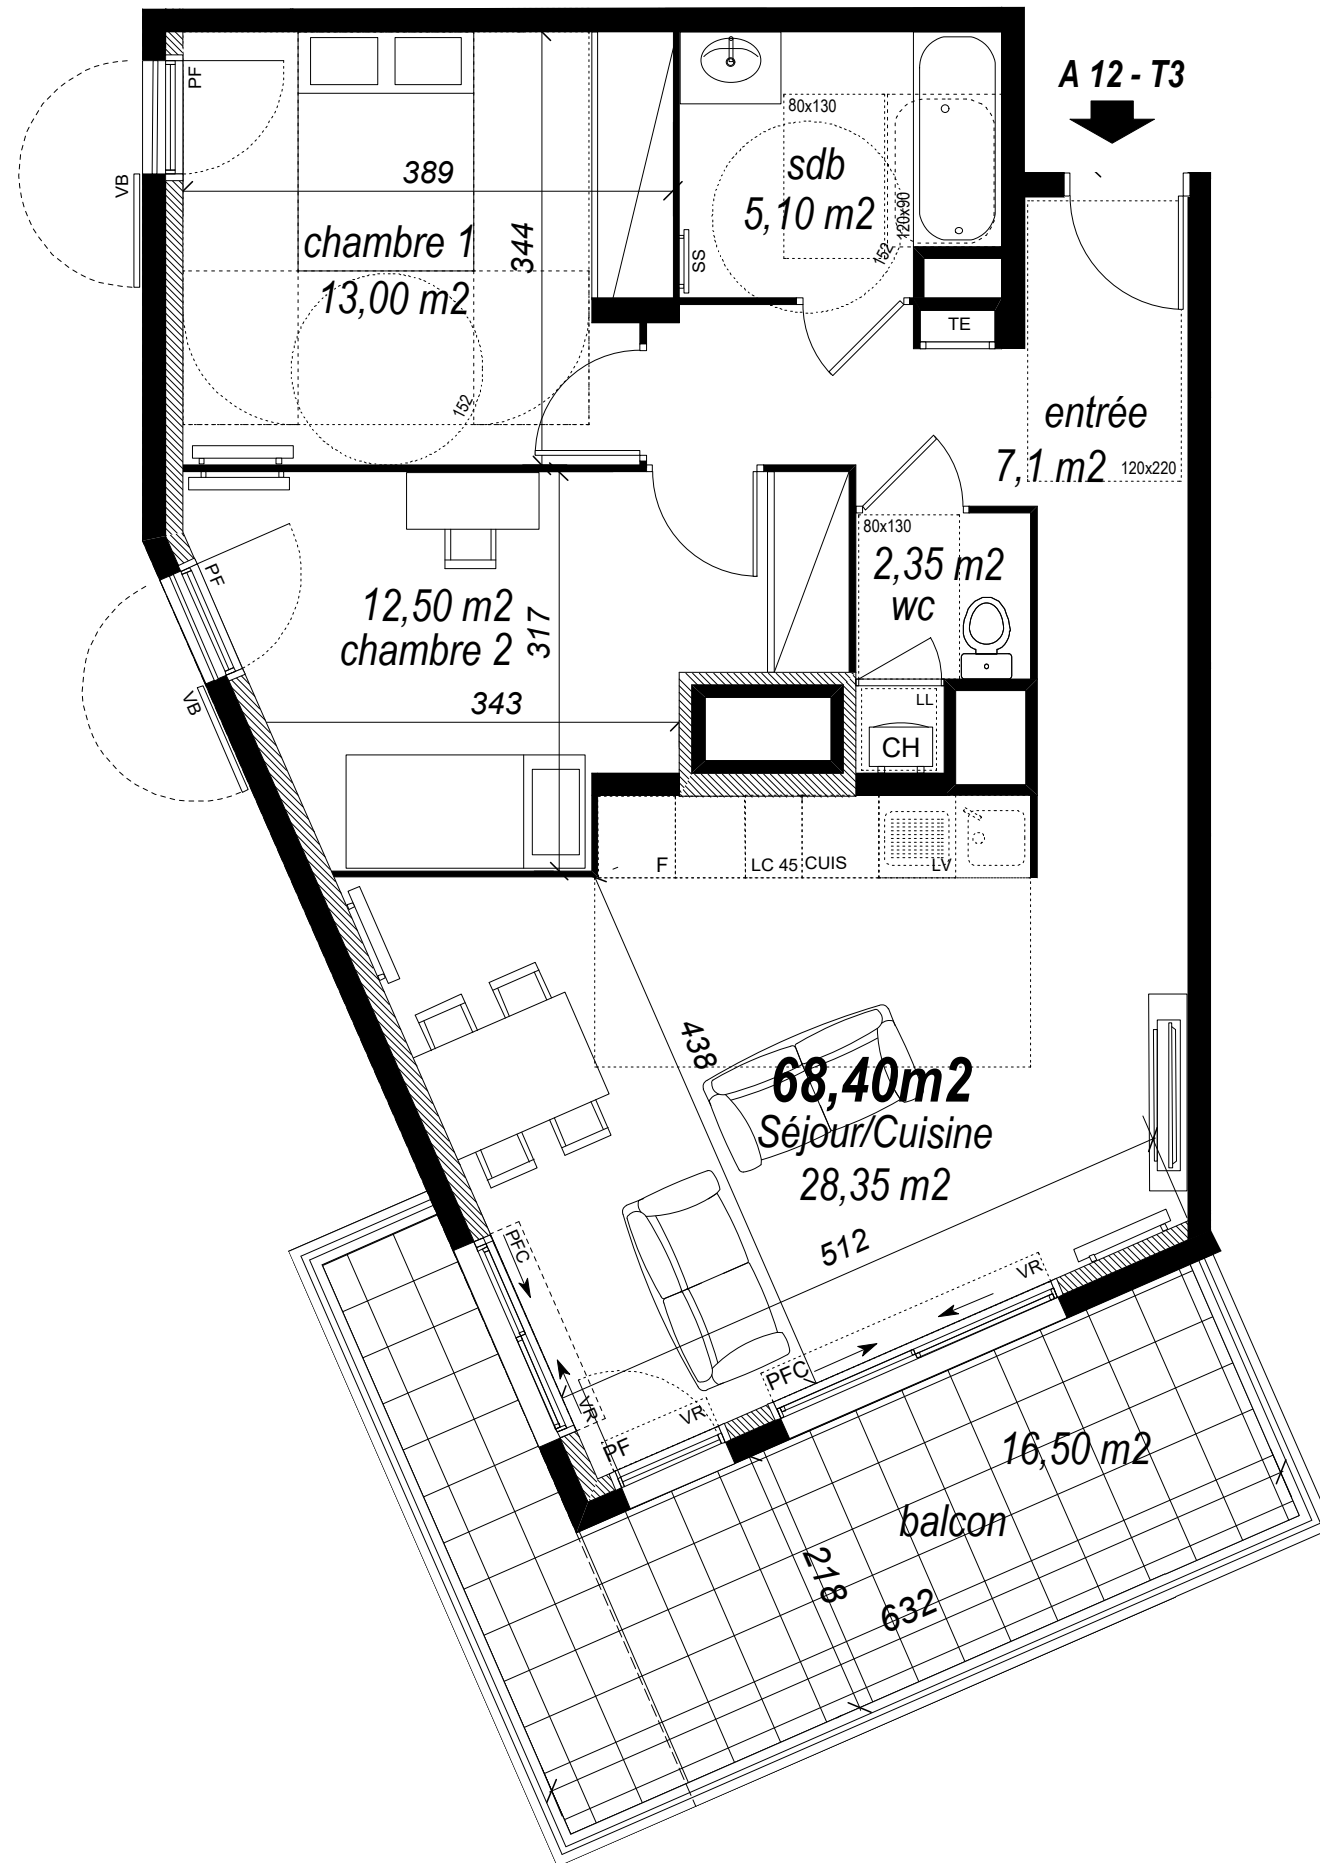 A 12 - T3
PF
VB
389
chambre 1
344
13,00 m2
152
80x130
sdb
5,10 m2
120x90
152
SS
TE
entrée
7,1 m2
120x220
80x130
2,35 m2
wc
PF
VB
12,50 m2
chambre 2
317
343
LL
CH
F
LC 45
CUIS
LV
438
68,40m2
Séjour/Cuisine
28,35 m2
512
PFC
VR
VR
PFC
VR
PF
16,50 m2
balcon
218
632